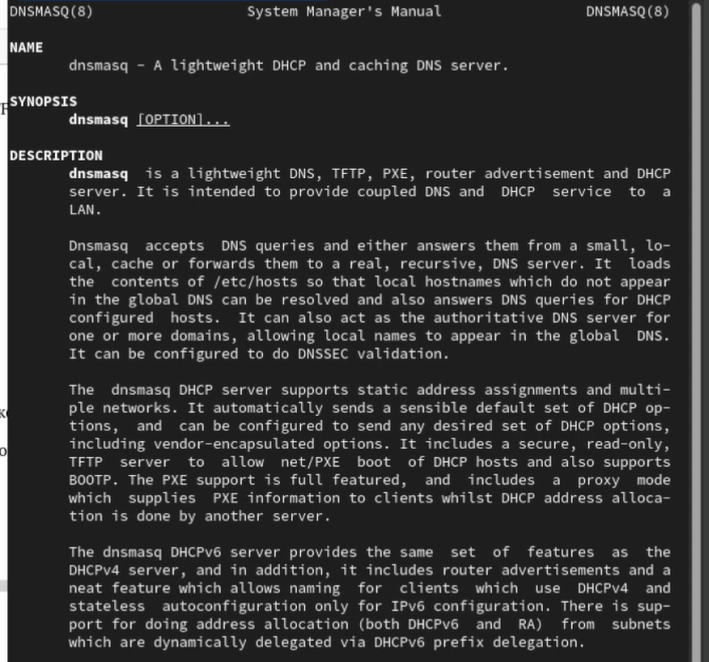 DNSMASQ(8) System Manager's Manual DNSMASQ(8)
NAME
dnsmasq – A lightweight DHCP and caching DNS server.
SYNOPSIS
dnsmasq [OPTION]...
DESCRIPTION
dnsmasq is a lightweight DNS, TFTP, PXE, router advertisement and DHCP
server. It is intended to provide coupled DNS and DHCP service to a
LAN.
Dnsmasq accepts DNS queries and either answers them from a small, lo–
cal, cache or forwards them to a real, recursive, DNS server. It loads
the contents of /etc/hosts so that local hostnames which do not appear
in the global DNS can be resolved and also answers DNS queries for DHCP
configured hosts. It can also act as the authoritative DNS server for
one or more domains, allowing local names to appear in the global DNS.
It can be configured to do DNSSEC validation.
The dnsmasq DHCP server supports static address assignments and multi–
ple networks. It automatically sends a sensible default set of DHCP op–
tions, and can be configured to send any desired set of DHCP options,
including vendor–encapsulated options. It includes a secure, read–only,
TFTP server to allow net/PXE boot of DHCP hosts and also supports
BOOTP. The PXE support is full featured, and includes a proxy mode
which supplies PXE information to clients whilst DHCP address alloca–
tion is done by another server.
The dnsmasq DHCPv6 server provides the same set of features as the
DHCPv4 server, and in addition, it includes router advertisements and a
neat feature which allows naming for clients which use DHCPv4 and
stateless autoconfiguration only for IPv6 configuration. There is sup–
port for doing address allocation (both DHCPv6 and RA) from subnets
which are dynamically delegated via DHCPv6 prefix delegation.